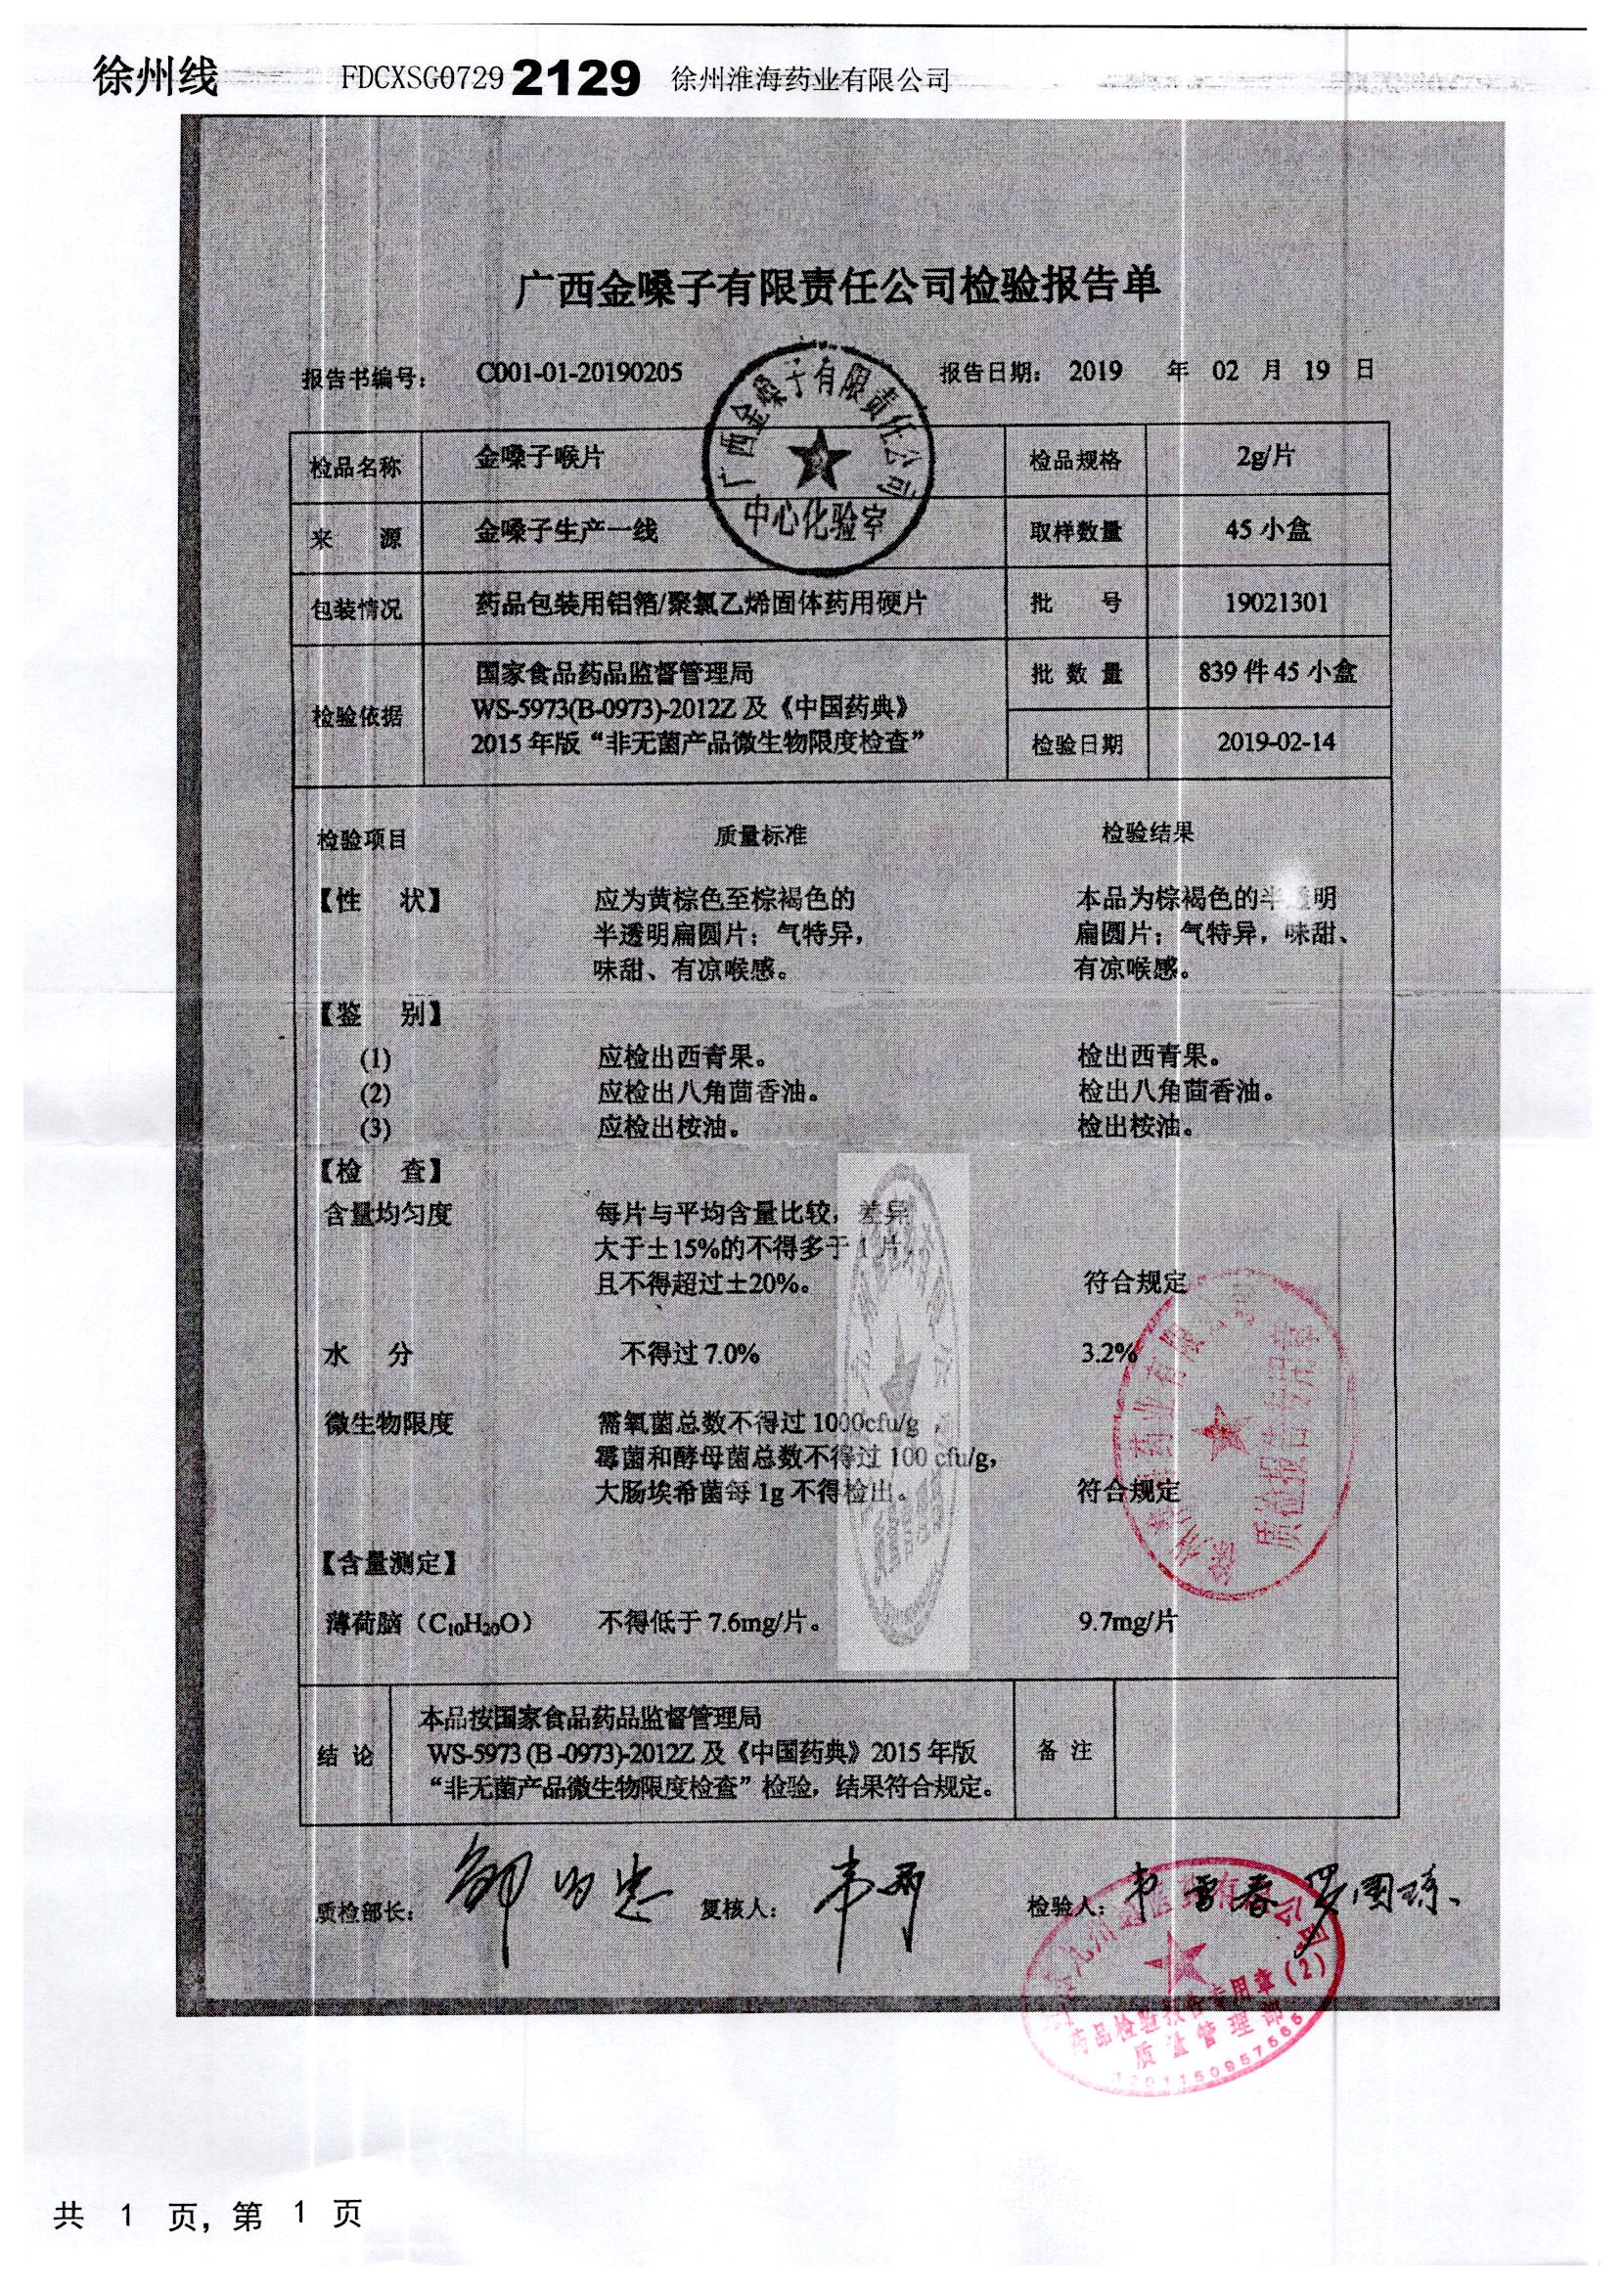 徐州线 FDCXSG0729 2129 徐州淮海药业有限公司
广西金嗓子有限责任公司检验报告单
报告书编号: C001-01-20190205 报告日期: 2019 年 02 月 19 日
广西金嗓子有限责任公司
中心化验室
检品名称 金嗓子喉片 检品规格 2g/片
来 源 金嗓子生产一线 取样数量 45 小盒
包装情况 药品包装用铝箔/聚氯乙烯固体药用硬片 批 号 19021301
检验依据 国家食品药品监督管理局
WS-5973(B-0973)-2012Z 及《中国药典》
2015 年版“非无菌产品微生物限度检查”
批 数 量 839 件 45 小盒
检验日期 2019-02-14
检验项目 质量标准 检验结果
【性 状】 应为黄棕色至棕褐色的 本品为棕褐色的半透明
半透明扁圆片；气特异， 扁圆片；气特异，味甜、
味甜、有凉喉感。 有凉喉感。
【鉴 别】
(1) 应检出西青果。 检出西青果。
(2) 应检出八角茴香油。 检出八角茴香油。
(3) 应检出桉油。 检出桉油。
【检 查】
含量均匀度 每片与平均含量比较，差异
大于±15%的不得多于 1 片，
且不得超过±20%。 符合规定
水 分 不得过 7.0% 3.2%
微生物限度 需氧菌总数不得过 1000cfu/g，
霉菌和酵母菌总数不得过 100 cfu/g，
大肠埃希菌每 1g 不得检出。 符合规定
徐州淮海药业有限公司
质检报告专用章
【含量测定】
薄荷脑（C₁₀H₂₀O） 不得低于 7.6mg/片。 9.7mg/片
结 论 本品按国家食品药品监督管理局
WS-5973 (B -0973)-2012Z 及《中国药典》2015 年版
“非无菌产品微生物限度检查”检验，结果符合规定。
备 注
质检部长: 复核人: 检验人:
药品检验报告专用章(2)
质量管理部
共 1 页, 第 1 页